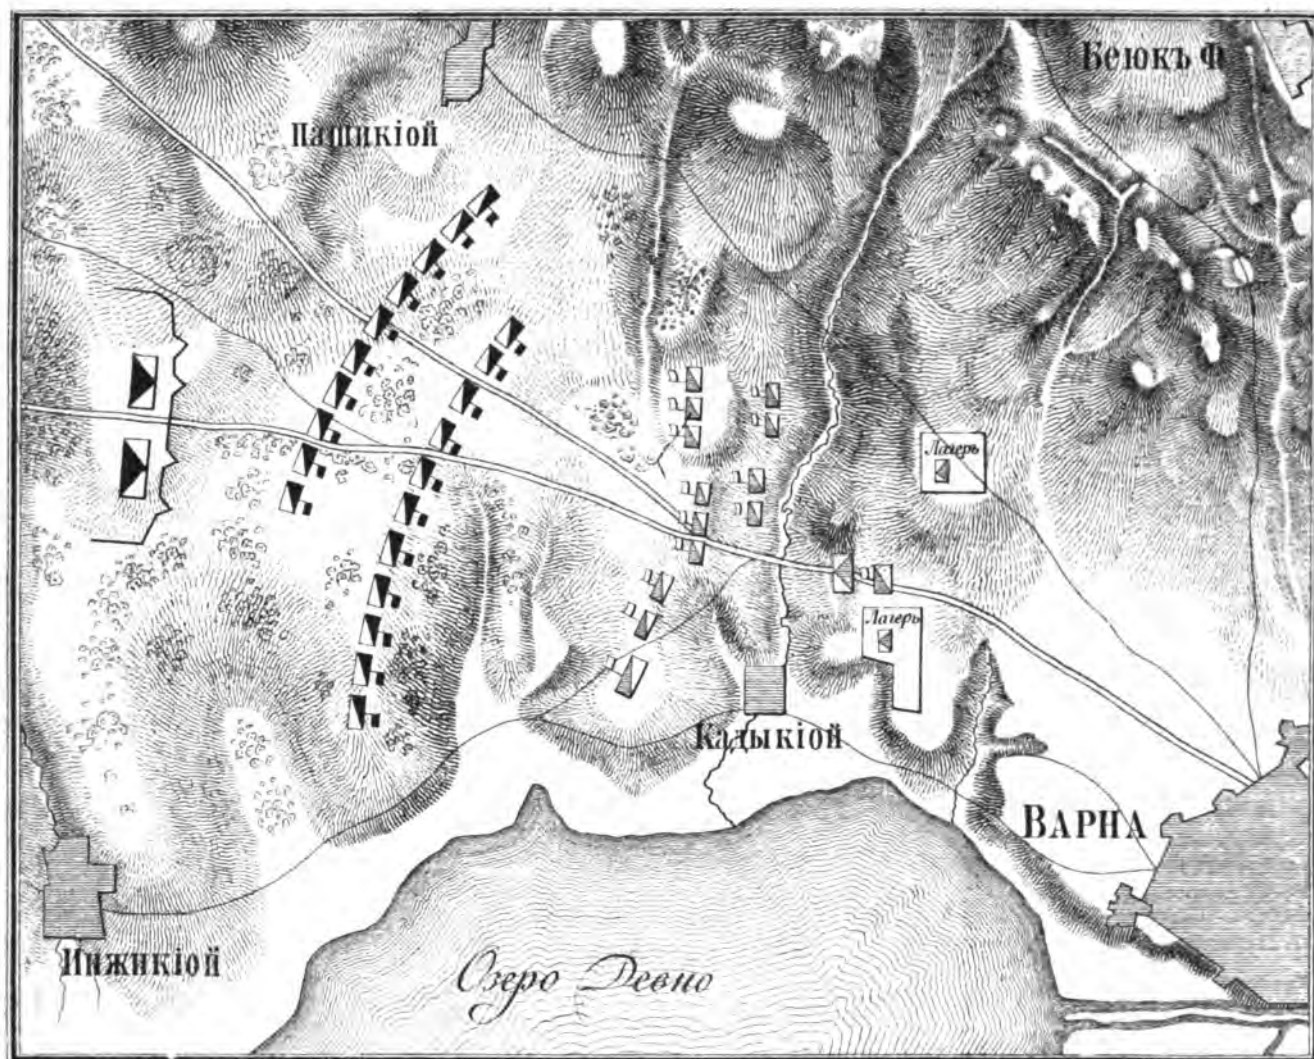 Беюкъ Ф
Пашикіой
Лагерь
Лагерь
Кадыкіой
ВАРНА
Инжикіой
Озеро Девно